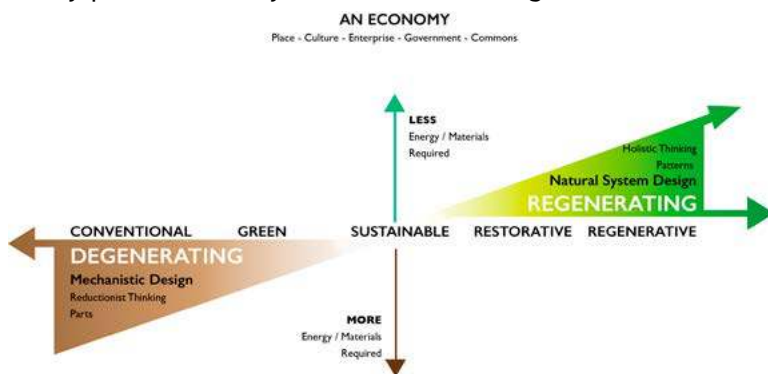 AN ECONOMY
Place - Culture - Enterprise - Government - Commons
LESS
Energy / Materials
Required
Holistic Thinking
Patterns
Natural System Design
REGENERATING
CONVENTIONAL GREEN SUSTAINABLE RESTORATIVE REGENERATIVE
DEGENERATING
Mechanistic Design
Reductionist Thinking
Parts
MORE
Energy / Materials
Required